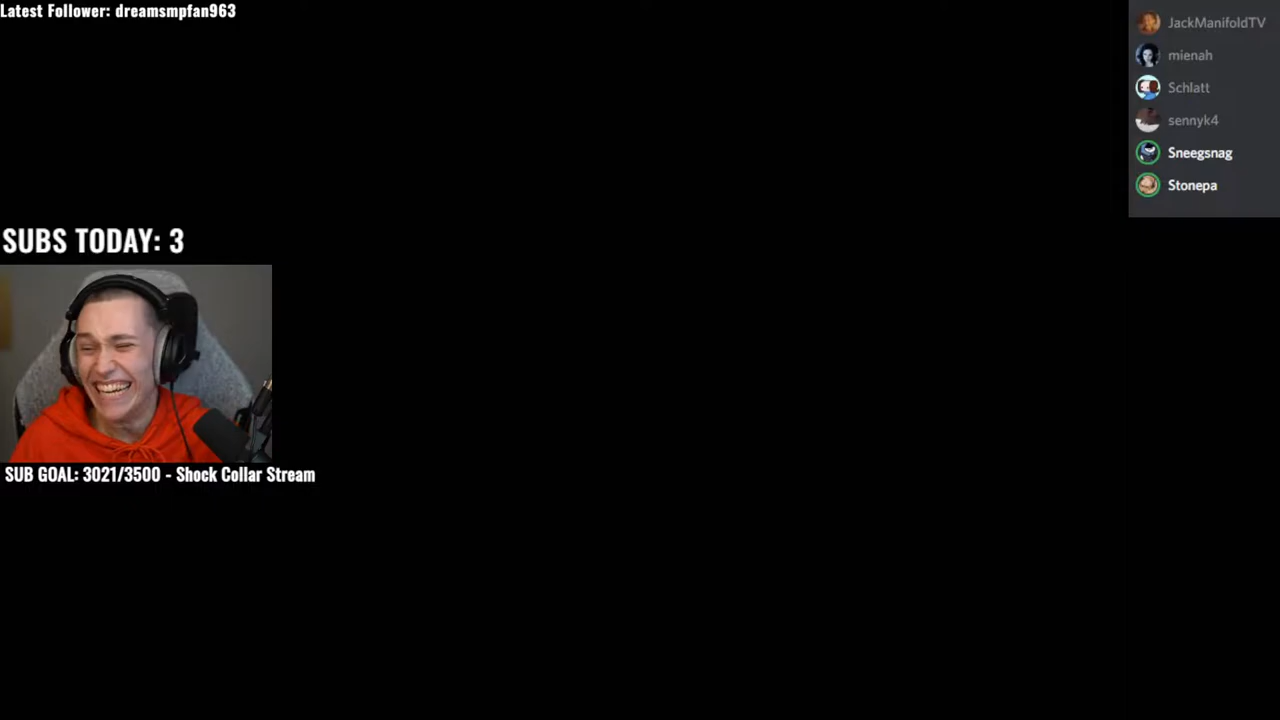 Latest Follower: dreamsmpfan963
JackManifoldTV
mienah
Schlatt
sennyk4
Sneegsnag
Stonepa
SUBS TODAY: 3
SUB GOAL: 3021/3500 - Shock Collar Stream